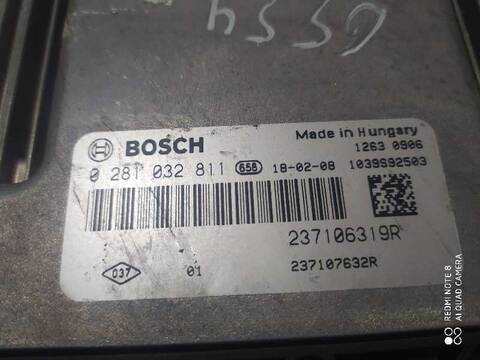 G554
BOSCH
Made in Hungary
1263 0906
0 281 032 811 658 18-02-08 1039S92503
237106319R
037 01 237107632R
REDMI NOTE 8
AI QUAD CAMERA